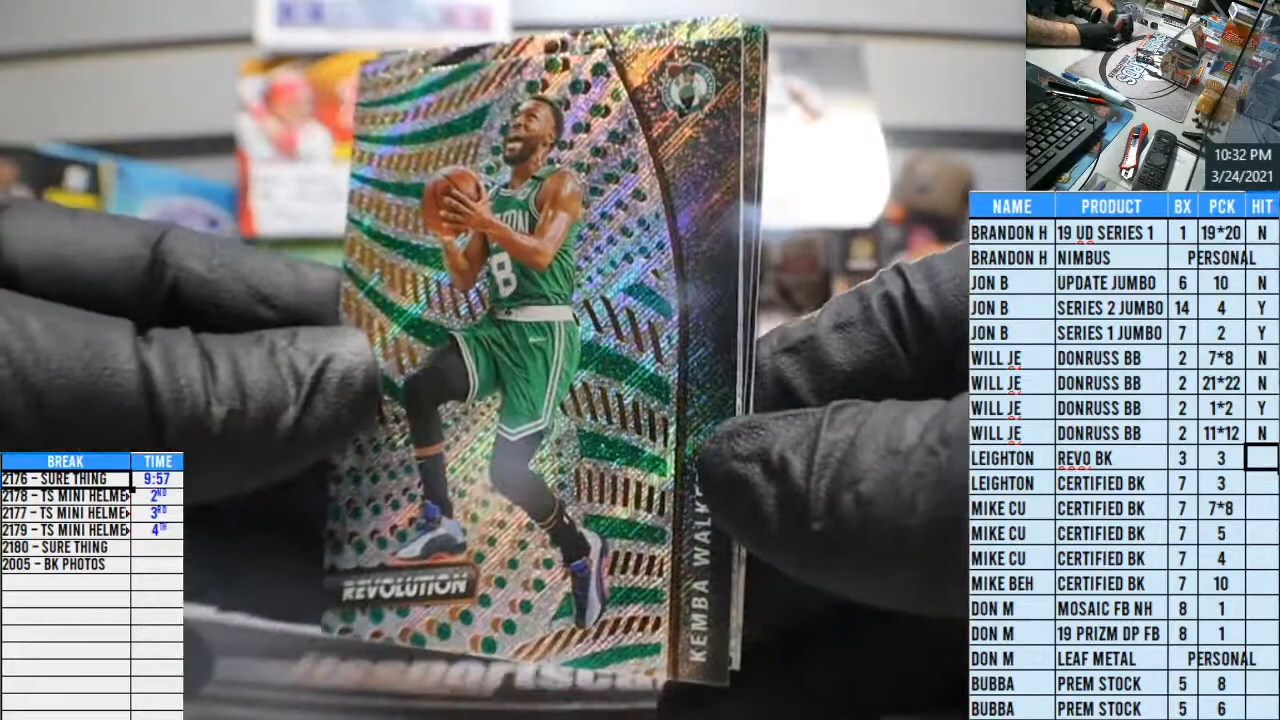 10:32 PM
3/24/2021
NAME PRODUCT BX PCK HIT
BRANDON H 19 UD SERIES 1 1 19*20 N
BRANDON H NIMBUS PERSONAL
JON B UPDATE JUMBO 6 10 N
JON B SERIES 2 JUMBO 14 4 Y
JON B SERIES 1 JUMBO 7 2 Y
WILL JE DONRUSS BB 2 7*8 N
WILL JE DONRUSS BB 2 21*22 N
WILL JE DONRUSS BB 2 1*2 Y
WILL JE DONRUSS BB 2 11*12 N
LEIGHTON REVO BK 3 3
LEIGHTON CERTIFIED BK 7 3
MIKE CU CERTIFIED BK 7 7*8
MIKE CU CERTIFIED BK 7 5
MIKE CU CERTIFIED BK 7 4
MIKE BEH CERTIFIED BK 7 10
DON M MOSAIC FB NH 8 1
DON M 19 PRIZM DP FB 8 1
DON M LEAF METAL PERSONAL
BUBBA PREM STOCK 5 8
BUBBA PREM STOCK 5 6
BREAK TIME
2176 – SURE THING 9:57
2178 – TS MINI HELME 2ND
2177 – TS MINI HELME 3RD
2179 – TS MINI HELME 4TH
2180 – SURE THING
2005 – BK PHOTOS
8
REVOLUTION
KEMBA WALK